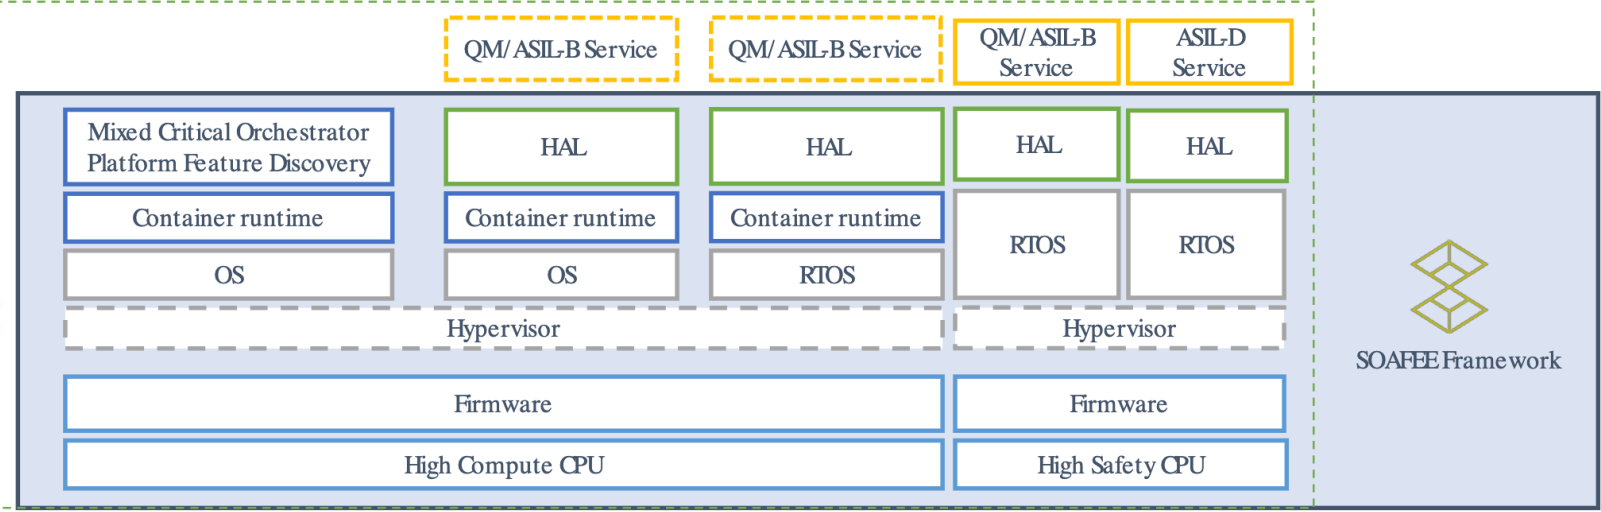 QM/ASIL-B Service
QM/ASIL-B Service
QM/ASIL-B
Service
ASIL-D
Service
Mixed Critical Orchestrator
Platform Feature Discovery
HAL
HAL
HAL
HAL
Container runtime
Container runtime
Container runtime
RTOS
RTOS
OS
OS
RTOS
Hypervisor
Hypervisor
SOAFEE Framework
Firmware
Firmware
High Compute CPU
High Safety CPU